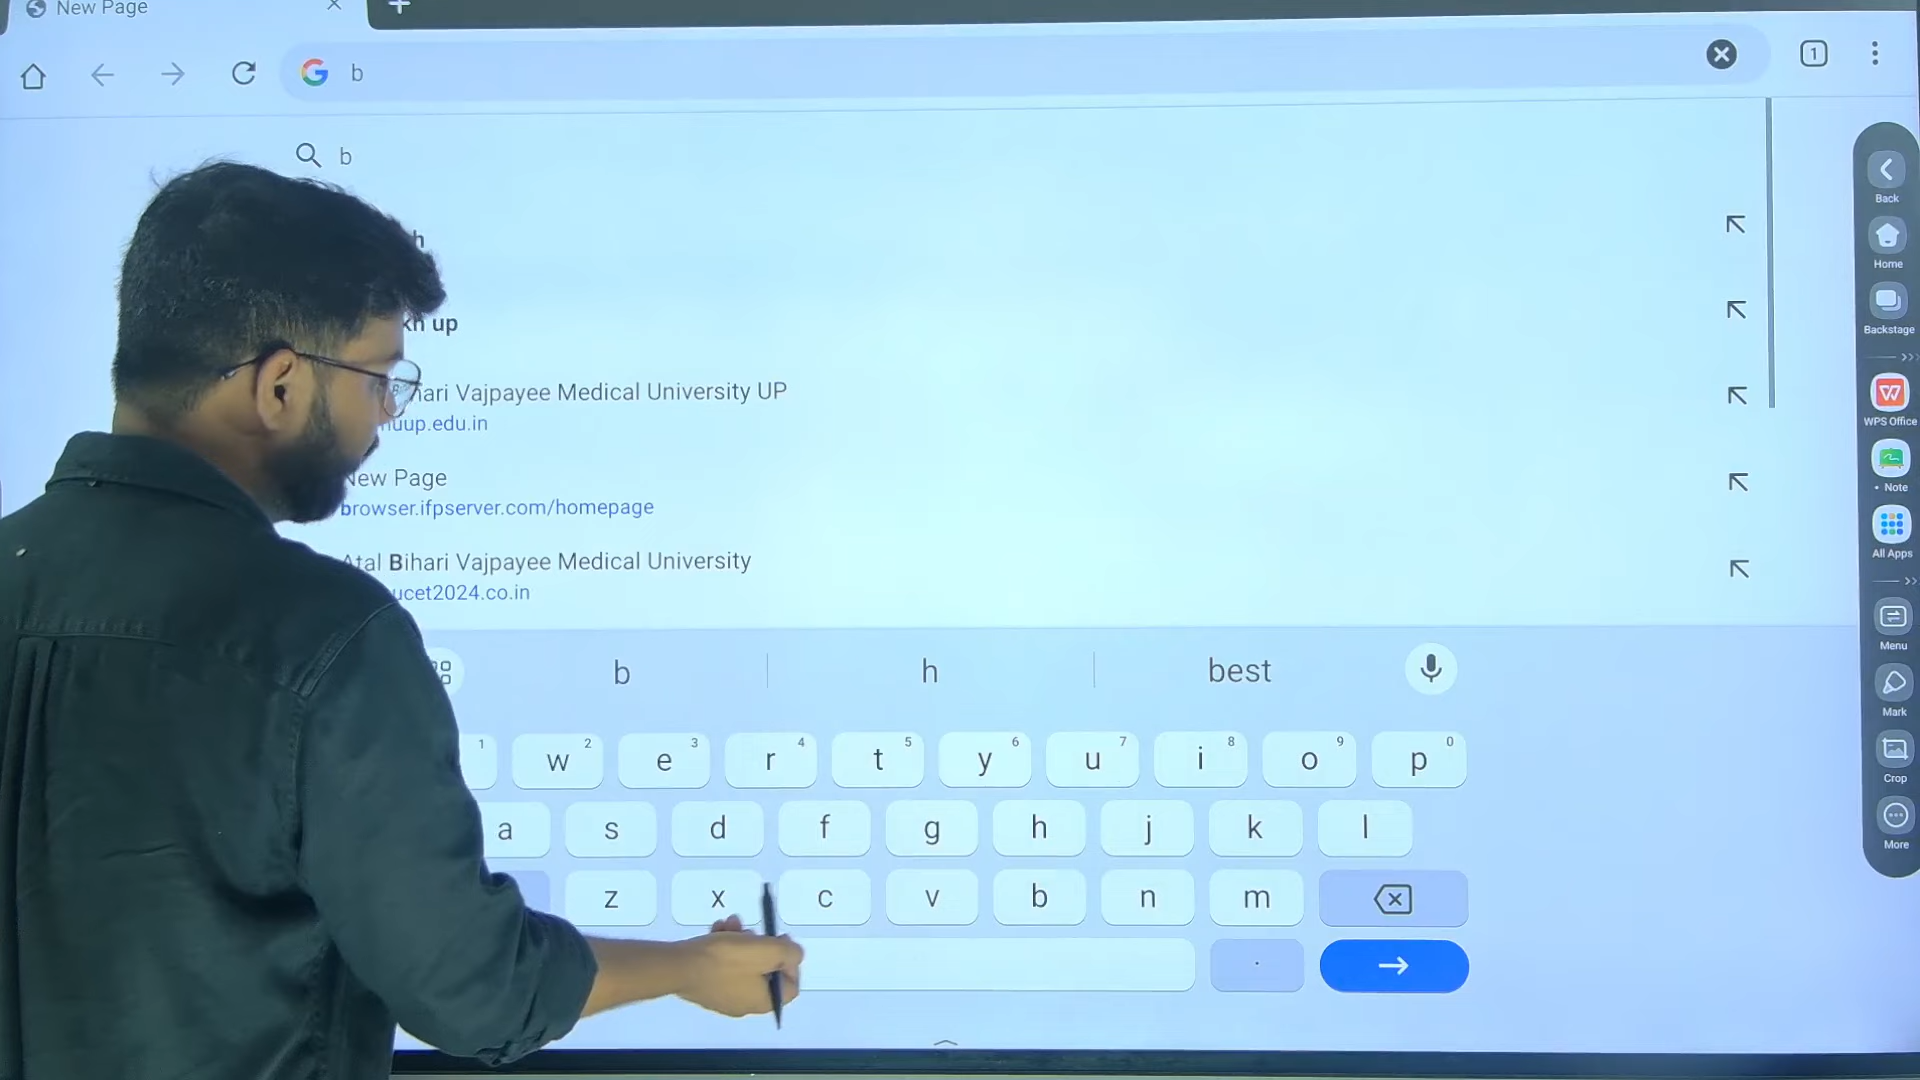 New Page
b
1
b
up
Vajpayee Medical University UP
.edu.in
New Page
browser.ifpserver.com/homepage
Atal Bihari Vajpayee Medical University
ucet2024.co.in
Back
Home
Backstage
WPS Office
• Note
All Apps
Menu
Mark
Crop
More
b h best
1 w 2 e 3 r 4 t 5 y 6 u 7 i 8 o 9 p 0
a s d f g h j k l
z x c v b n m
.